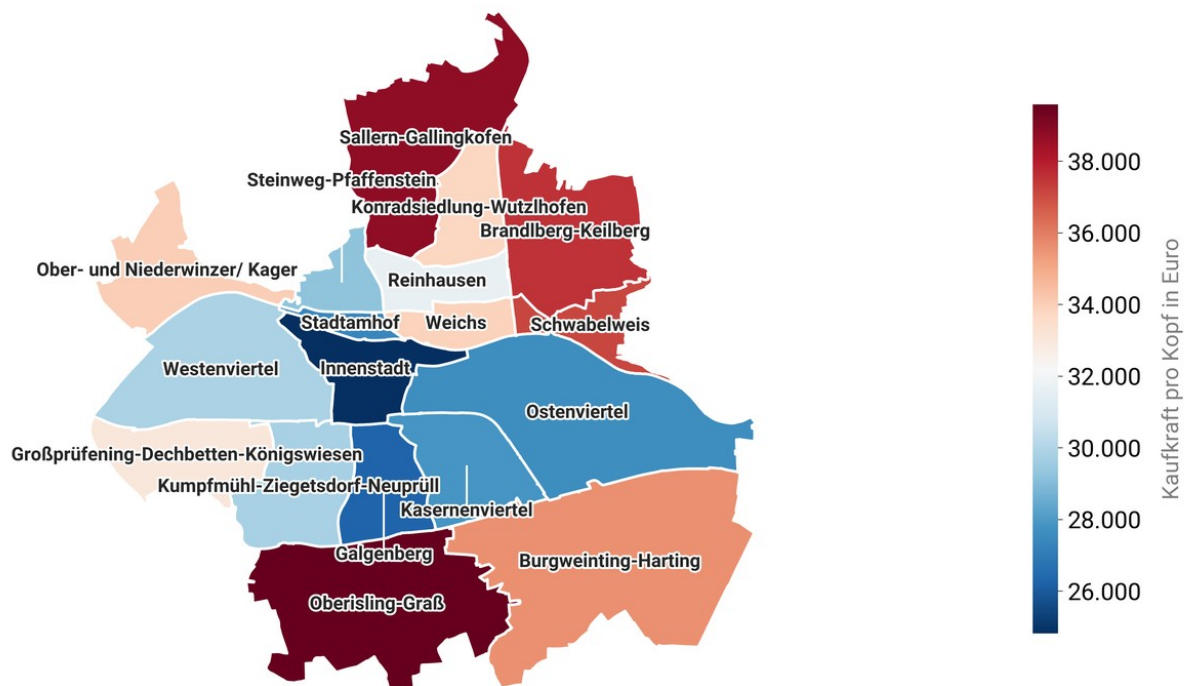 Sallern-Gallingkofen
Steinweg-Pfaffenstein
Konradsiedlung-Wutzlhofen
Brandlberg-Keilberg
Ober- und Niederwinzer/ Kager
Reinhausen
Stadtamhof
Weichs
Schwabelweis
Westenviertel
Innenstadt
Ostenviertel
Großprüfening-Dechbetten-Königswiesen
Kumpfmühl-Ziegetsdorf-Neuprüll
Kasernenviertel
Galgenberg
Burgweinting-Harting
Oberisling-Graß
38.000
36.000
34.000
32.000
30.000
28.000
26.000
Kaufkraft pro Kopf in Euro